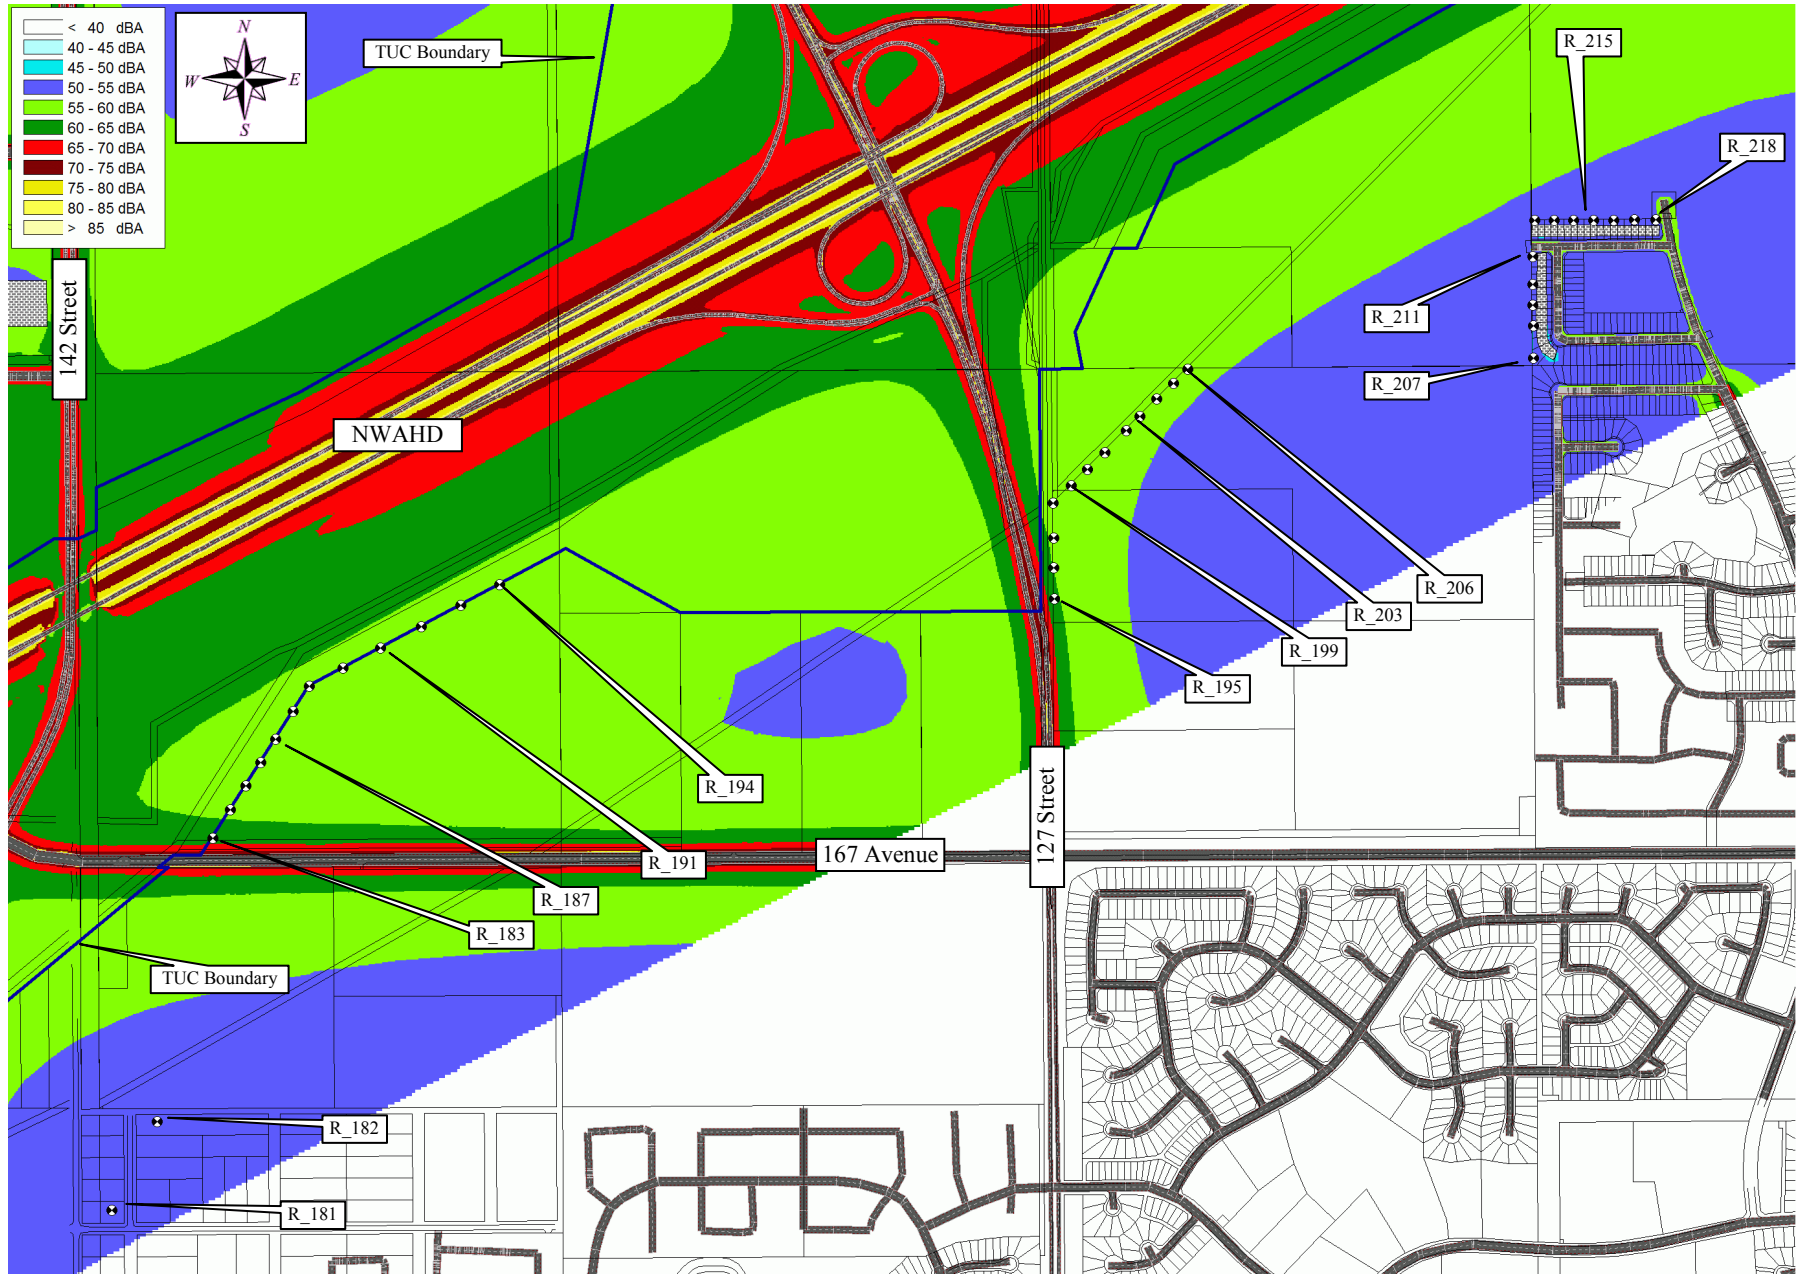 < 40 dBA
40 - 45 dBA
45 - 50 dBA
50 - 55 dBA
55 - 60 dBA
60 - 65 dBA
65 - 70 dBA
70 - 75 dBA
75 - 80 dBA
80 - 85 dBA
> 85 dBA
N
W
E
S
TUC Boundary
R_215
R_218
142 Street
R_211
R_207
NWAHD
R_206
R_203
R_199
R_195
R_194
127 Street
167 Avenue
R_191
R_187
R_183
TUC Boundary
R_182
R_181